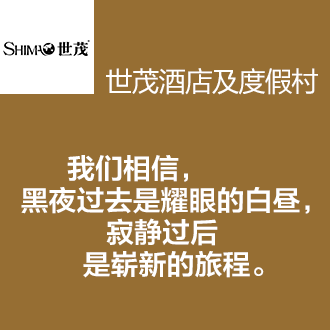 SHIMAO世茂
世茂酒店及度假村
我们相信，
黑夜过去是耀眼的白昼，
寂静过后
是崭新的旅程。